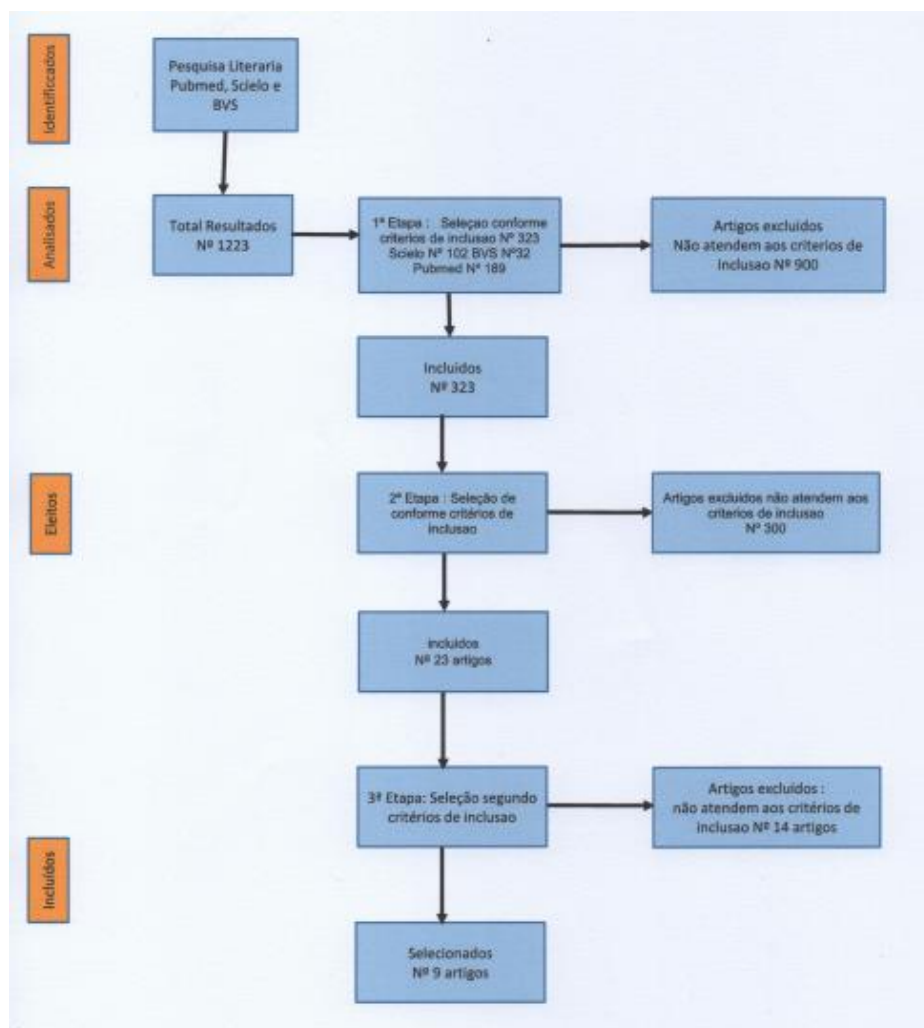 Identificcados
Pesquisa Literaria
Pubmed, Scielo e
BVS
Analisados
Total Resultados
Nº 1223
1ª Etapa : Seleçao conforme
criterios de inclusao Nº 323
Scielo Nº 102 BVS Nº32
Pubmed Nº 189
Artigos excluidos
Não atendem aos criterios de
inclusao Nº 900
Incluidos
Nº 323
Eleitos
2ª Etapa : Seleção de
conforme critérios de
inclusao
Artigos excluidos não atendem aos
criterios de inclusao
Nº 300
incluidos
Nº 23 artigos
3ª Etapa: Seleção segundo
critérios de inclusao
Artigos excluidos :
não atendem aos critérios de
inclusao Nº 14 artigos
Incluídos
Selecionados
Nº 9 artigos